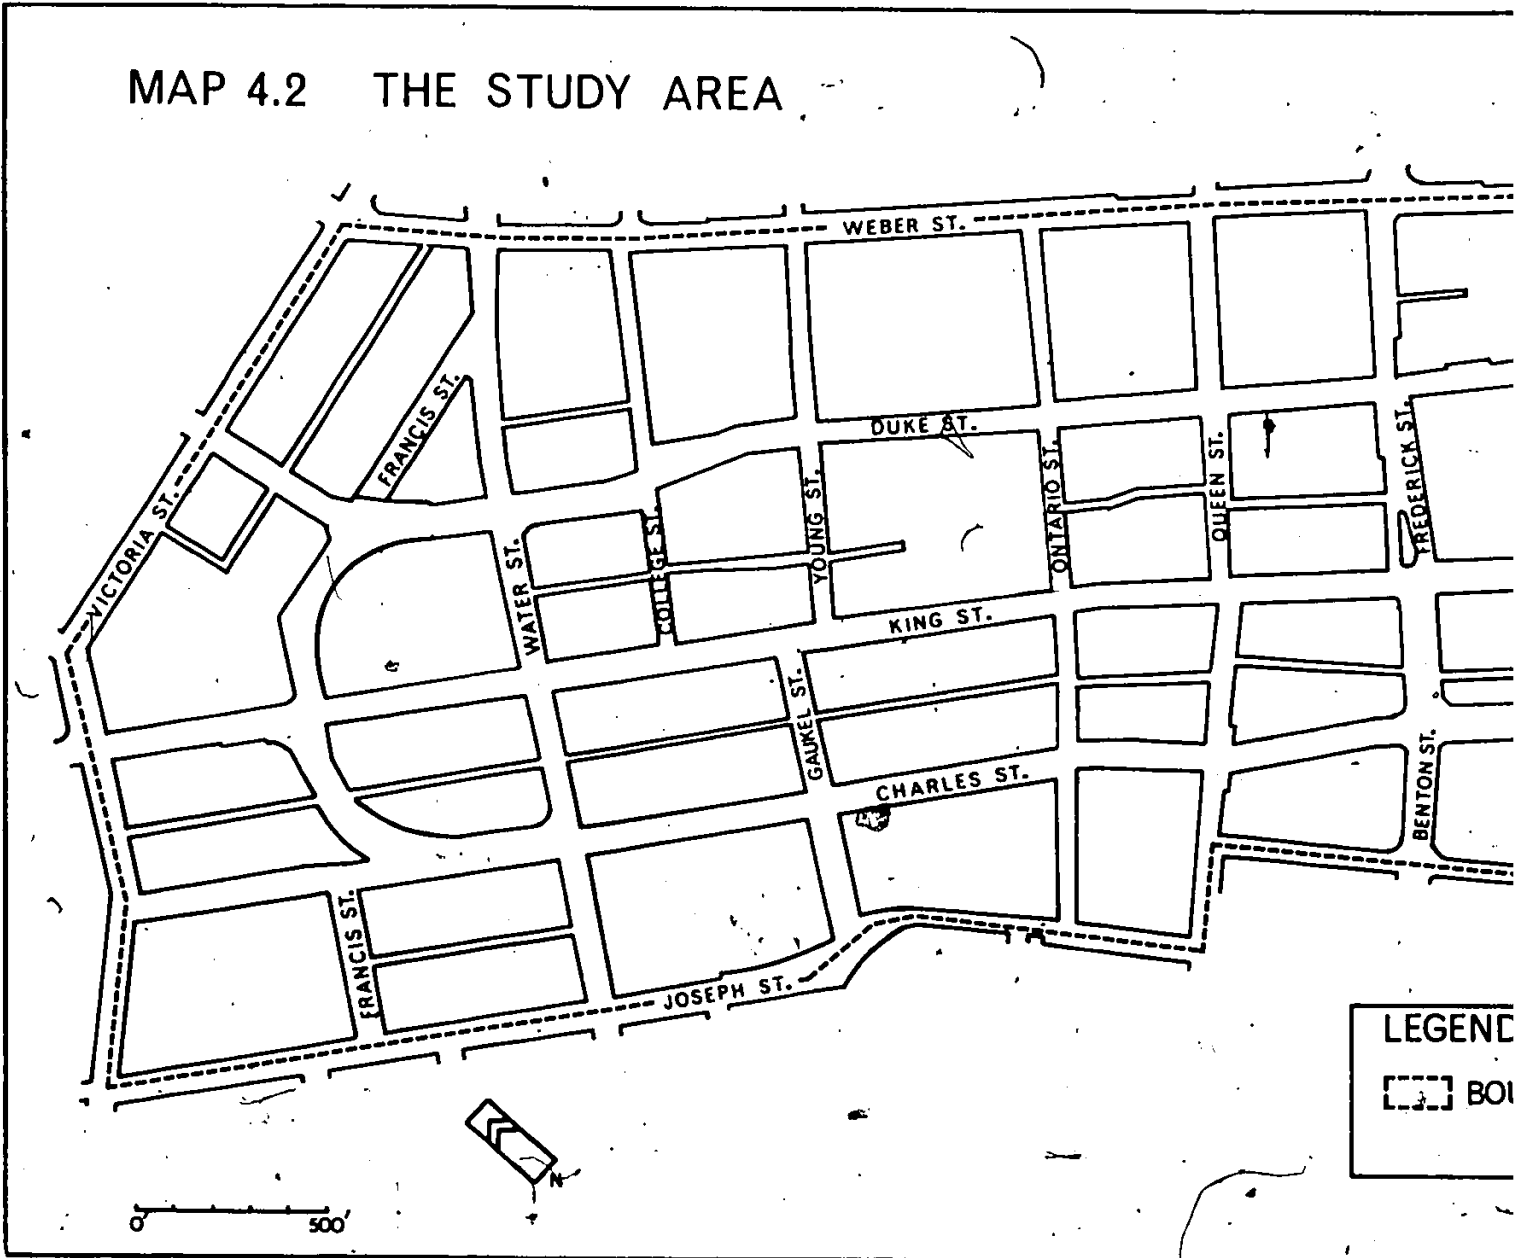 MAP 4.2 THE STUDY AREA
WEBER ST.
FRANCIS ST.
DUKE ST.
VICTORIA ST.
WATER ST.
COLLEGE ST.
YOUNG ST.
ONTARIO ST.
QUEEN ST.
FREDERICK ST.
KING ST.
GAUKEL ST.
CHARLES ST.
BENTON ST.
FRANCIS ST.
JOSEPH ST.
LEGEND
BOU
N
0' 500'